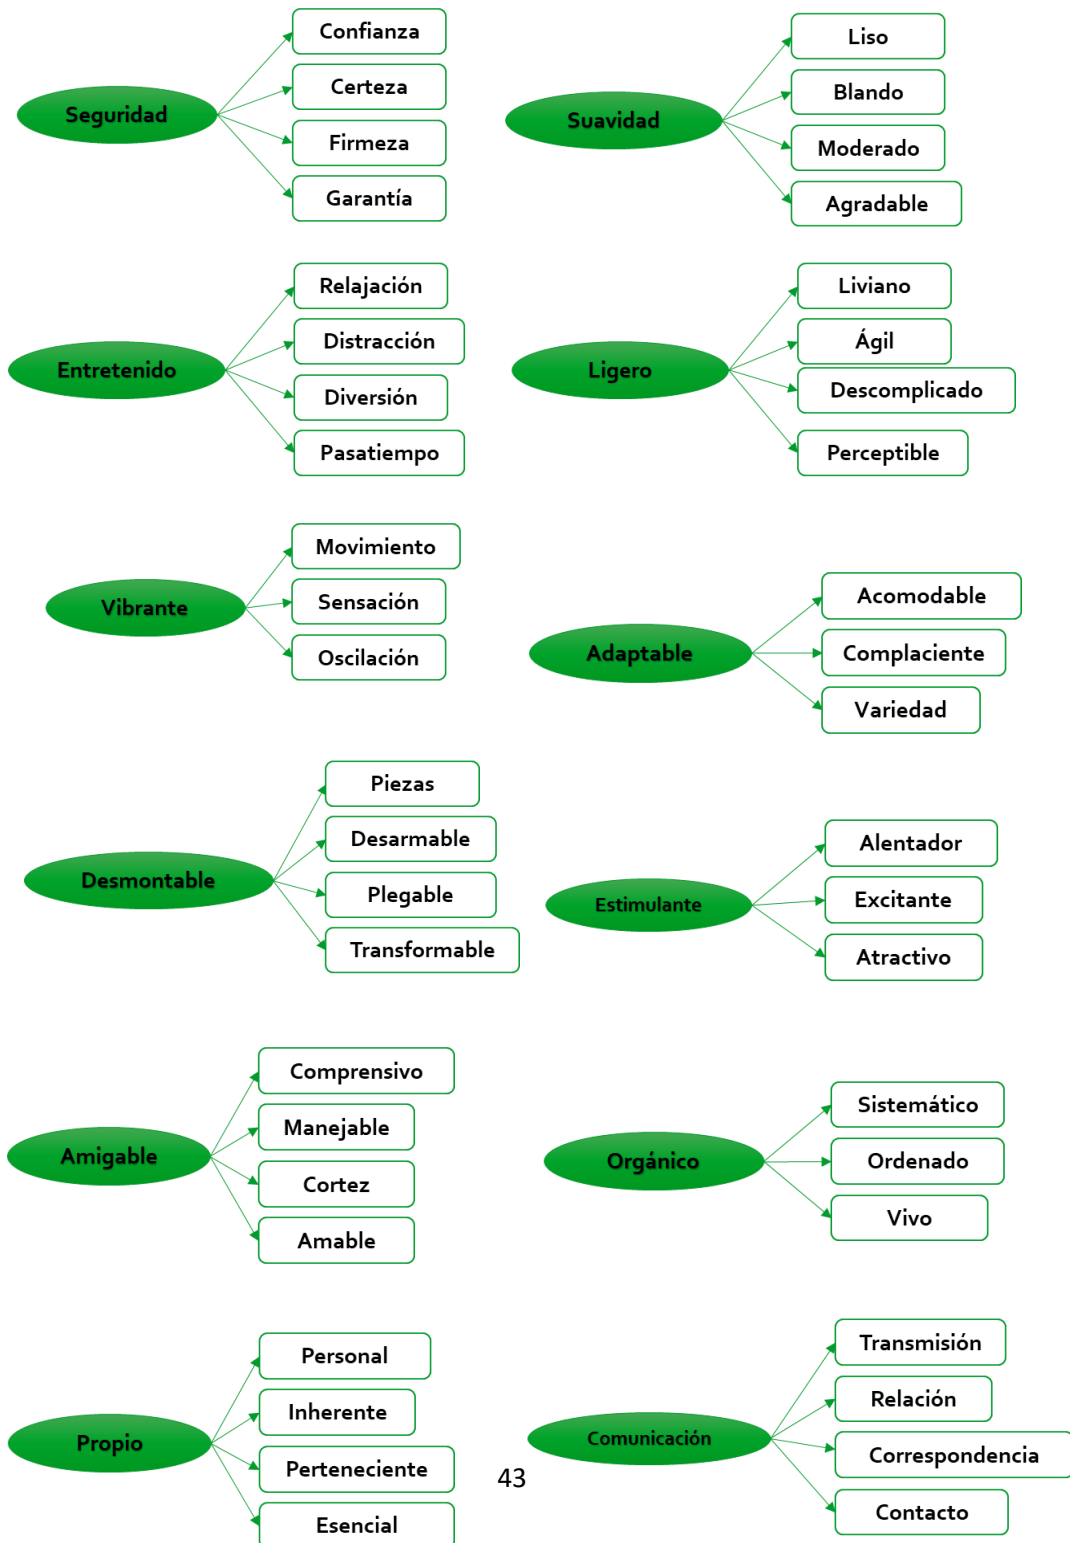 Seguridad
Confianza
Certeza
Firmeza
Garantía
Suavidad
Liso
Blando
Moderado
Agradable
Entretenido
Relajación
Distracción
Diversión
Pasatiempo
Ligero
Liviano
Ágil
Descomplicado
Perceptible
Vibrante
Movimiento
Sensación
Oscilación
Adaptable
Acomodable
Complaciente
Variedad
Desmontable
Piezas
Desarmable
Plegable
Transformable
Estimulante
Alentador
Excitante
Atractivo
Amigable
Comprensivo
Manejable
Cortez
Amable
Orgánico
Sistemático
Ordenado
Vivo
Propio
Personal
Inherente
Perteneciente
Esencial
Comunicación
Transmisión
Relación
Correspondencia
Contacto
43